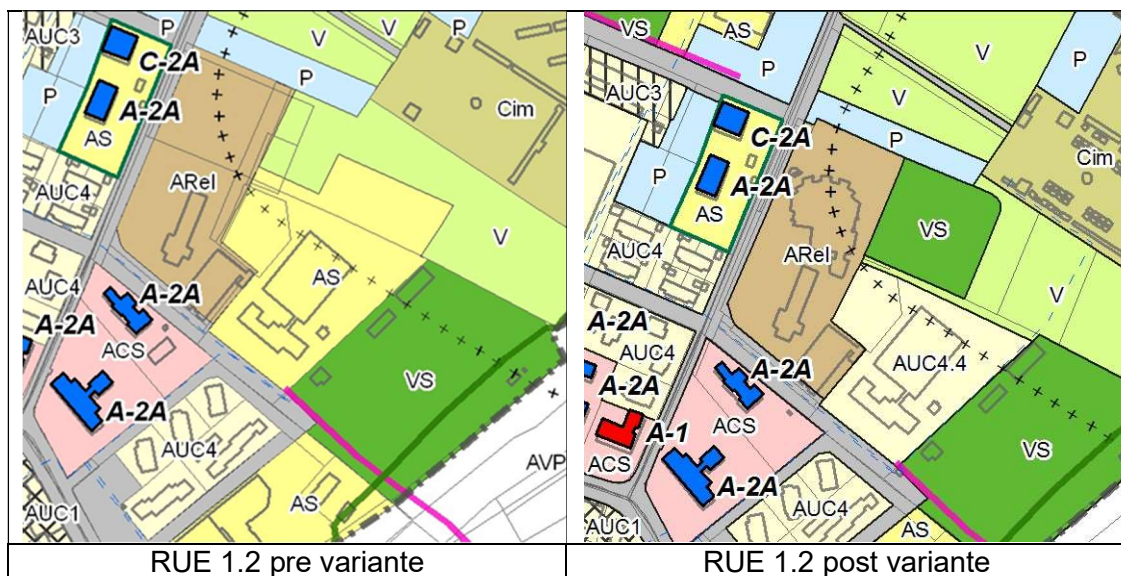 AUC3
P
C-2A
P
A-2A
AS
AUC4
P
V
V
Cim
ARel
V
AS
AUC4
A-2A
A-2A
ACS
A-2A
VS
AUC4
AUC1
AS
AVP
RUE 1.2 pre variante
VS
AS
P
V
P
AUC3
C-2A
P
A-2A
AS
Cim
AUC4
ARel
VS
V
A-2A
AUC4
A-2A
A-2A
AUC4.4
ACS
A-1
ACS
A-2A
VS
AUC4
AUC1
AS
RUE 1.2 post variante